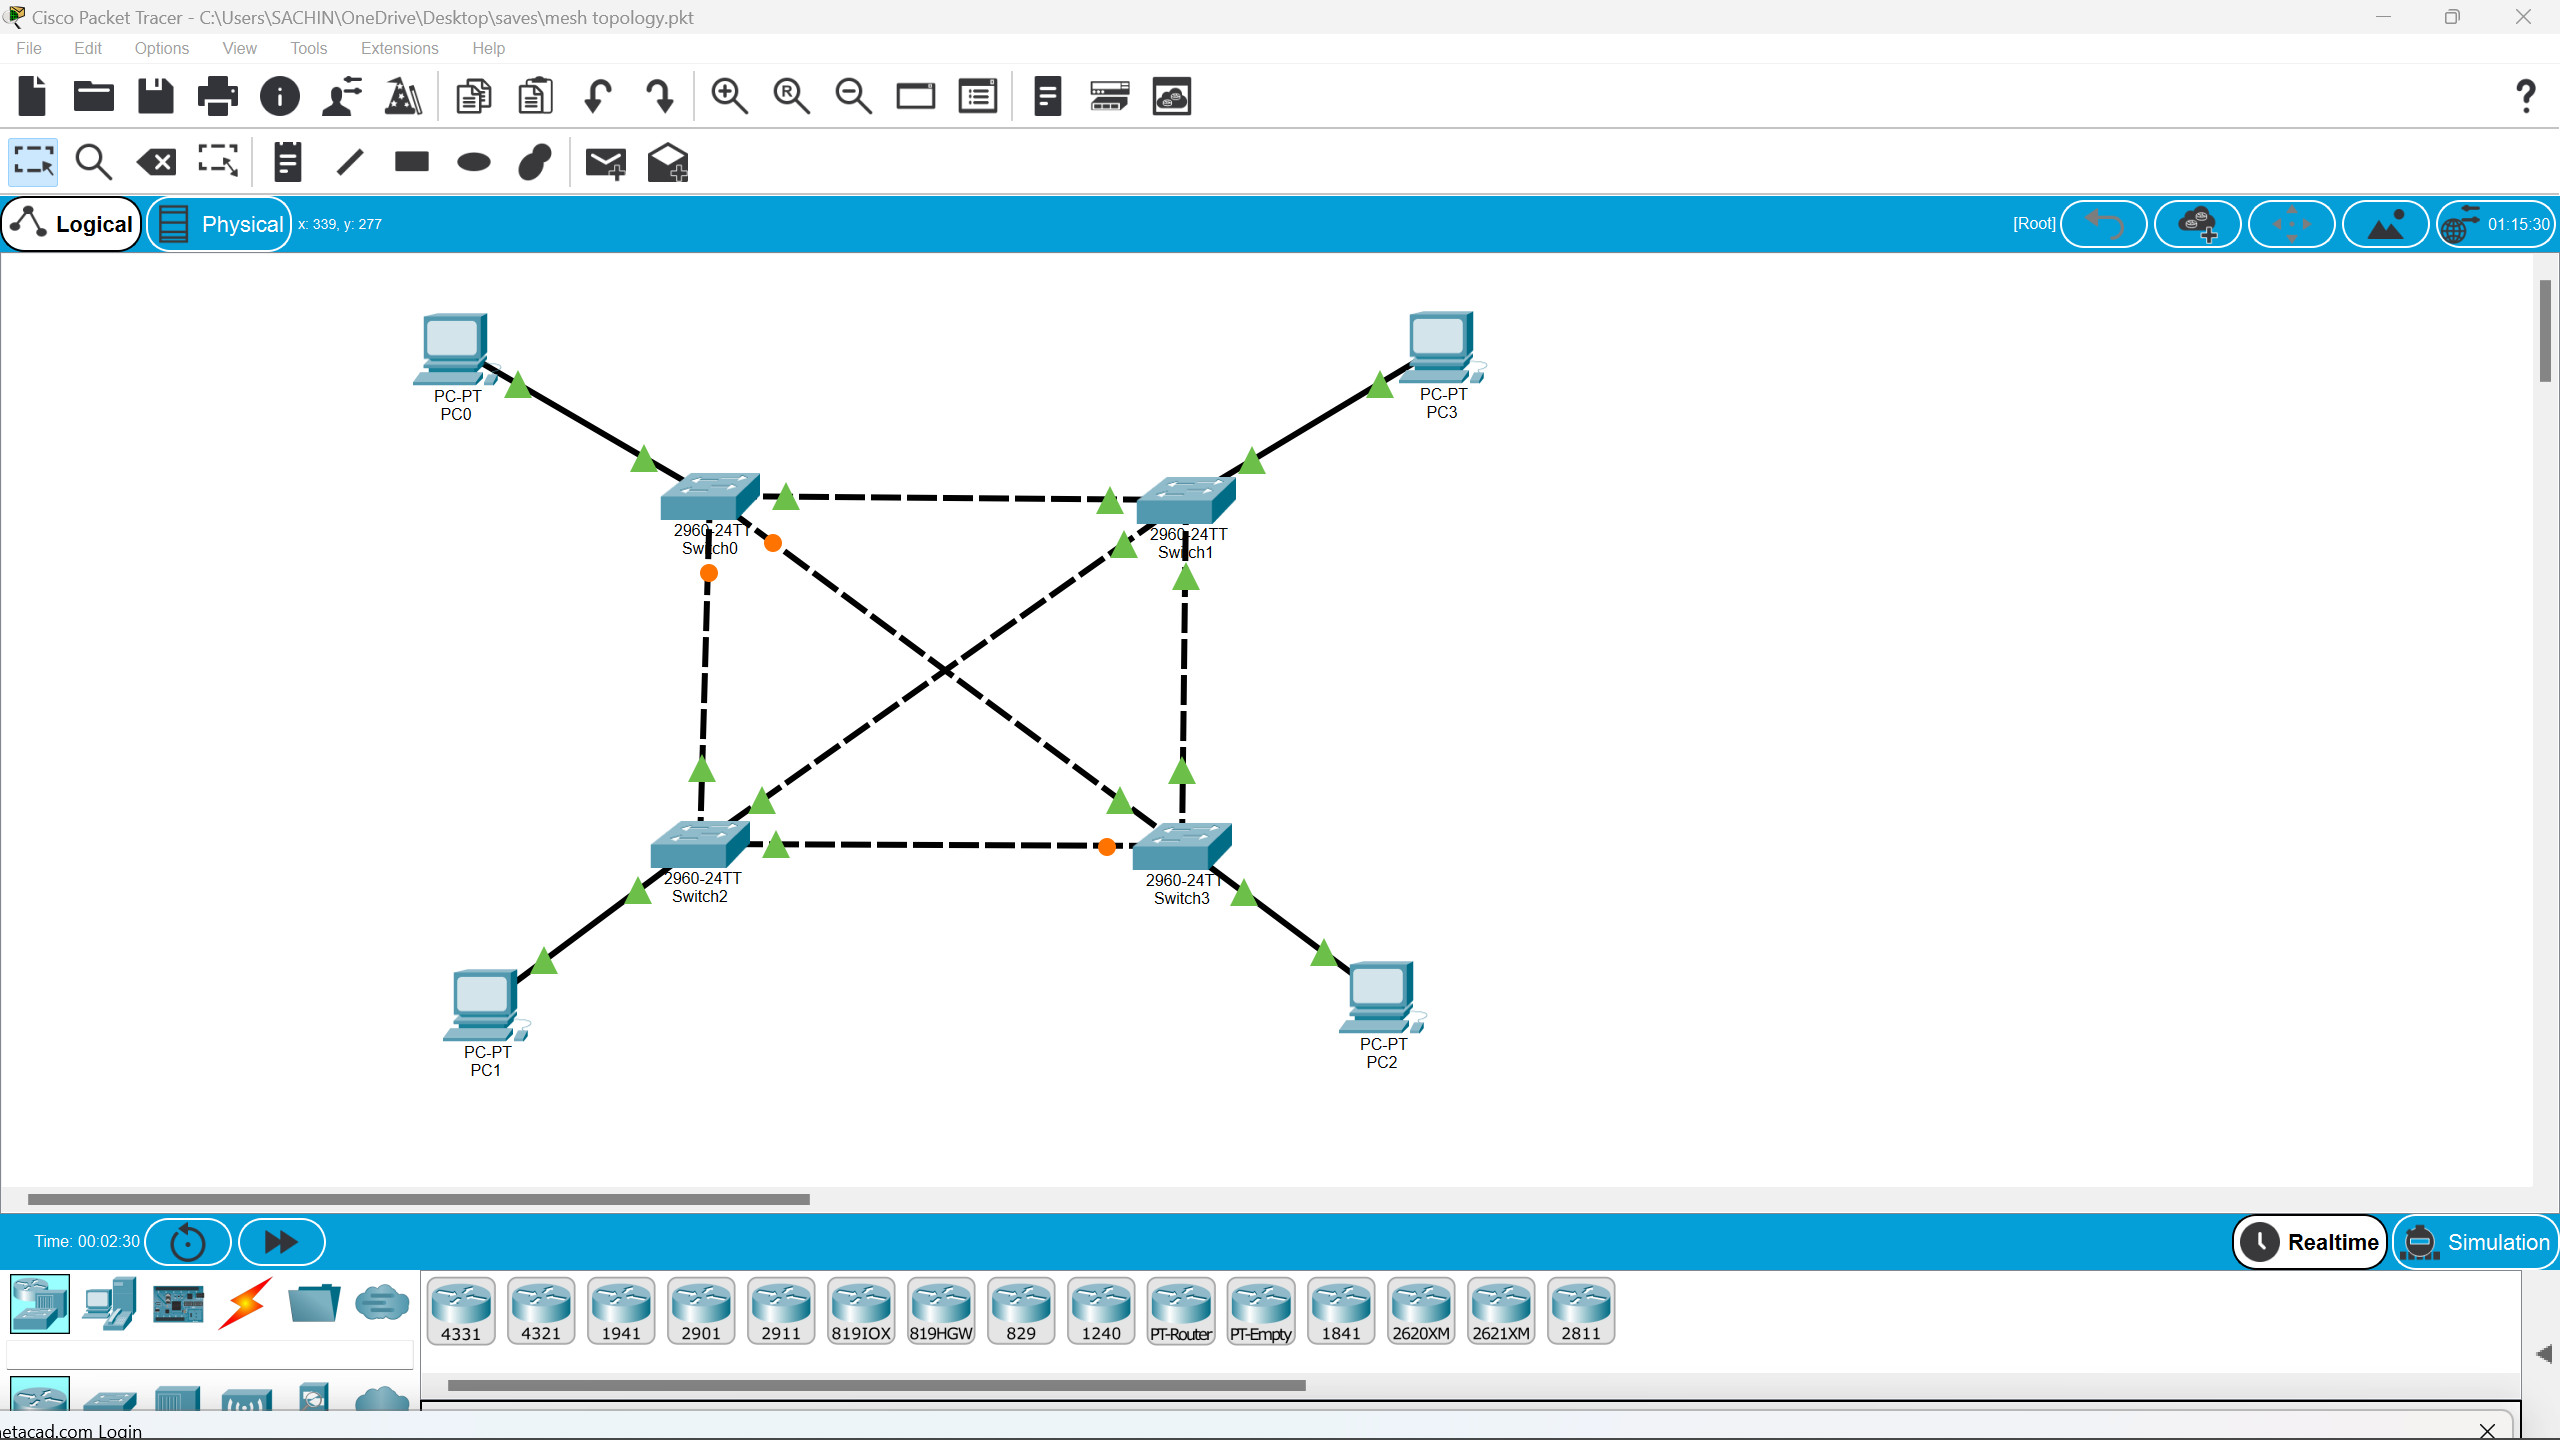 Cisco Packet Tracer - C:\Users\SACHIN\OneDrive\Desktop\saves\mesh topology.pkt
File Edit Options View Tools Extensions Help
Logical Physical x: 339, y: 277 [Root] 01:15:30
PC-PT
PC0
PC-PT
PC3
2960-24TT
Switch0
2960-24TT
Switch1
2960-24TT
Switch2
2960-24TT
Switch3
PC-PT
PC1
PC-PT
PC2
Time: 00:02:30 Realtime Simulation
4331 4321 1941 2901 2911 819IOX 819HGW 829 1240 PT-Router PT-Empty 1841 2620XM 2621XM 2811
netacad.com Login